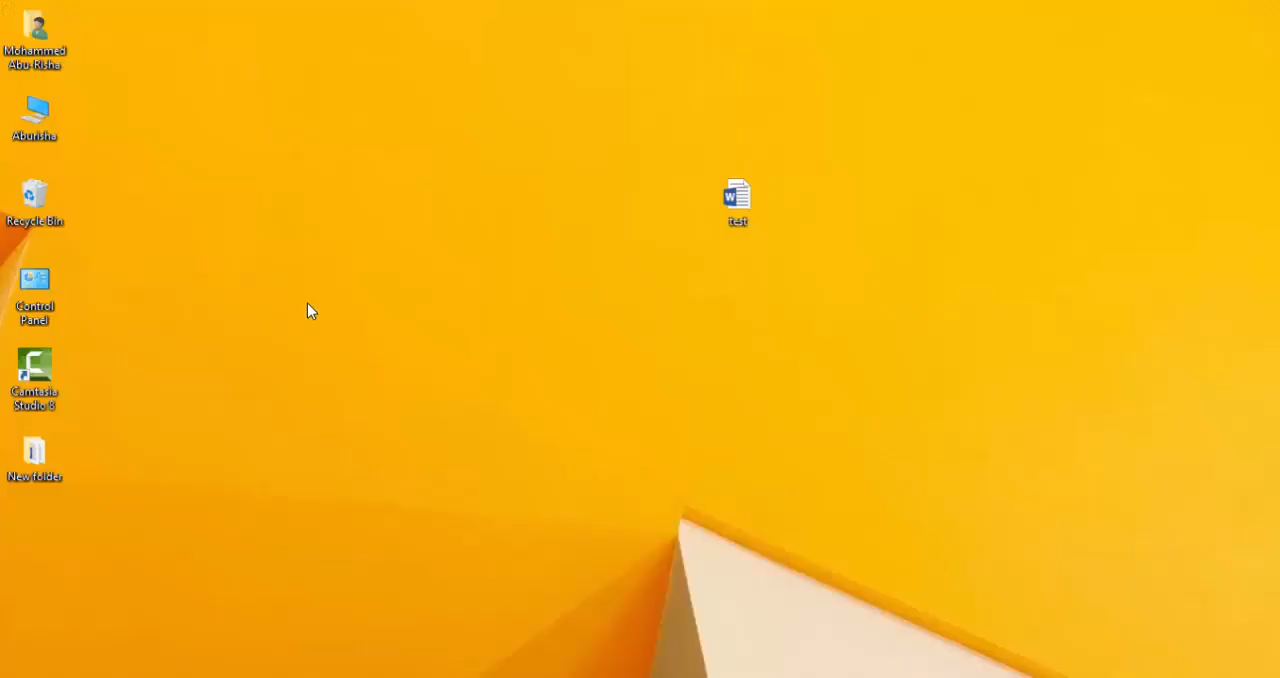 Mohammed
Abu-Risha
Aburisha
Recycle Bin
Control
Panel
Camtasia
Studio 8
New folder
W
test